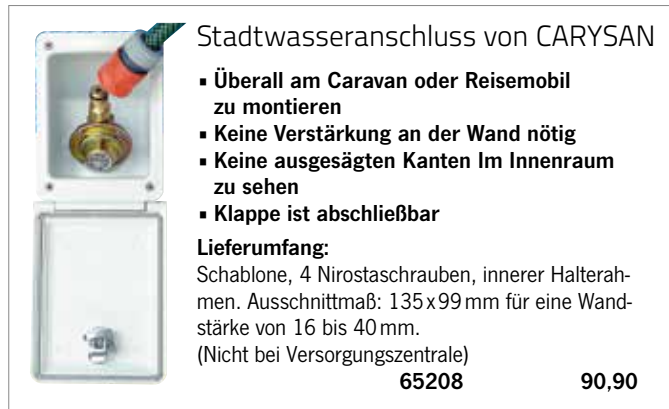 Stadtwasseranschluss von CARYSAN
▪ Überall am Caravan oder Reisemobil
zu montieren
▪ Keine Verstärkung an der Wand nötig
▪ Keine ausgesägten Kanten Im Innenraum
zu sehen
▪ Klappe ist abschließbar
Lieferumfang:
Schablone, 4 Nirostaschrauben, innerer Halterah-
men. Ausschnittmaß: 135 x 99 mm für eine Wand-
stärke von 16 bis 40 mm.
(Nicht bei Versorgungszentrale)
65208 90,90